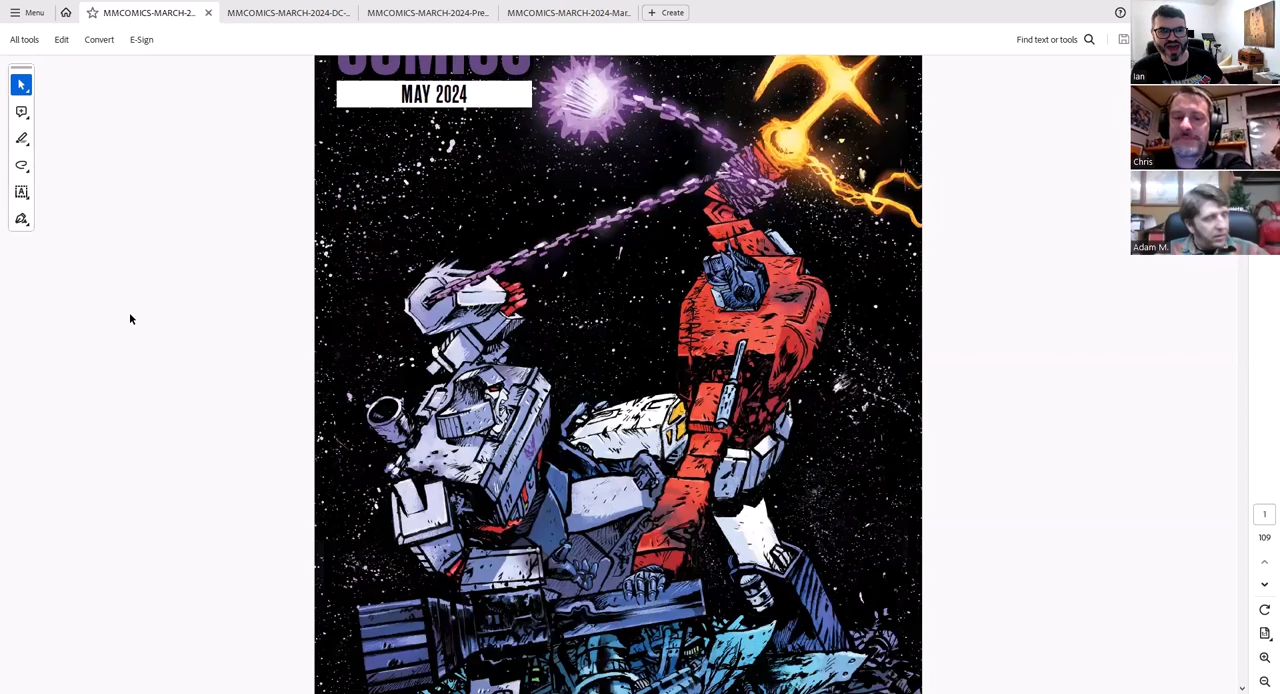 Menu
MMCOMICS-MARCH-2...
MMCOMICS-MARCH-2024-DC-...
MMCOMICS-MARCH-2024-Pre...
MMCOMICS-MARCH-2024-Mar...
+ Create
All tools
Edit
Convert
E-Sign
Find text or tools
COMICS
MAY 2024
Ian
Chris
Adam M.
1
109